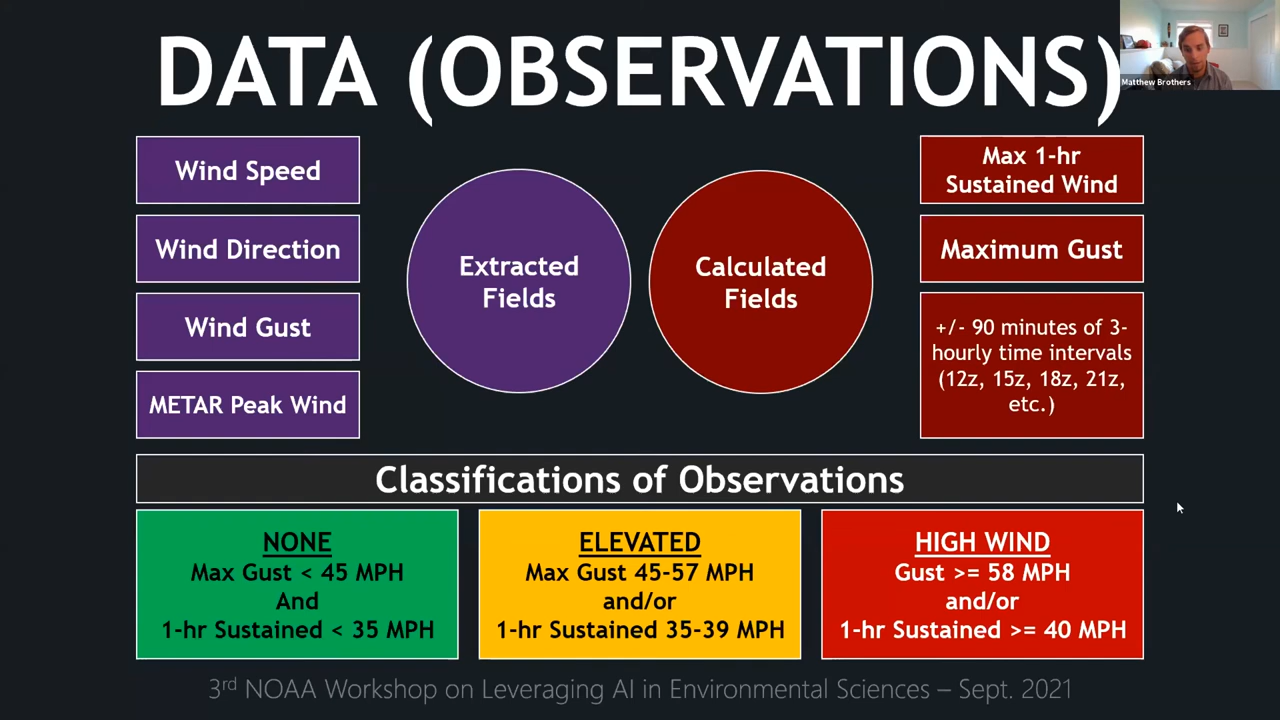 DATA (OBSERVATIONS)
Matthew Brothers
Wind Speed
Wind Direction
Wind Gust
METAR Peak Wind
Extracted
Fields
Calculated
Fields
Max 1-hr
Sustained Wind
Maximum Gust
+/- 90 minutes of 3-
hourly time intervals
(12z, 15z, 18z, 21z,
etc.)
Classifications of Observations
NONE
Max Gust < 45 MPH
And
1-hr Sustained < 35 MPH
ELEVATED
Max Gust 45-57 MPH
and/or
1-hr Sustained 35-39 MPH
HIGH WIND
Gust >= 58 MPH
and/or
1-hr Sustained >= 40 MPH
3rd NOAA Workshop on Leveraging AI in Environmental Sciences – Sept. 2021